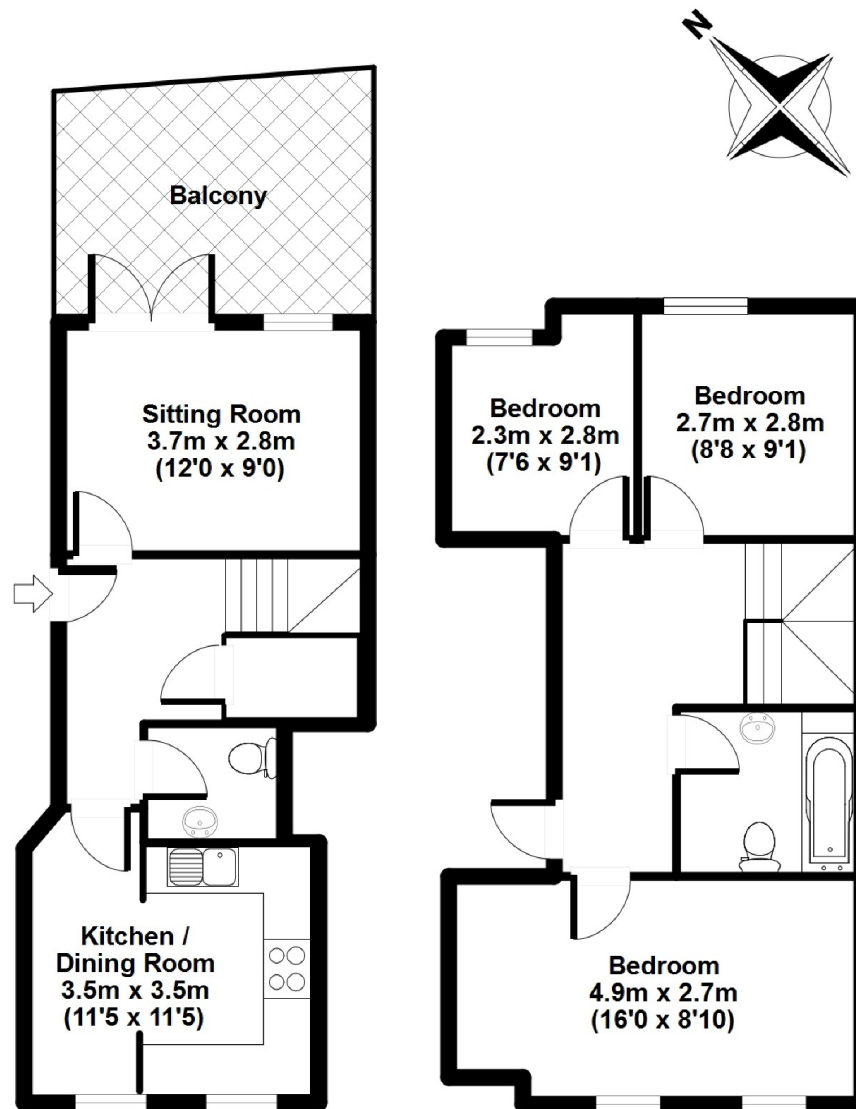 N
Balcony
Sitting Room
3.7m x 2.8m
(12'0 x 9'0)
Bedroom
2.3m x 2.8m
(7'6 x 9'1)
Bedroom
2.7m x 2.8m
(8'8 x 9'1)
Kitchen /
Dining Room
3.5m x 3.5m
(11'5 x 11'5)
Bedroom
4.9m x 2.7m
(16'0 x 8'10)